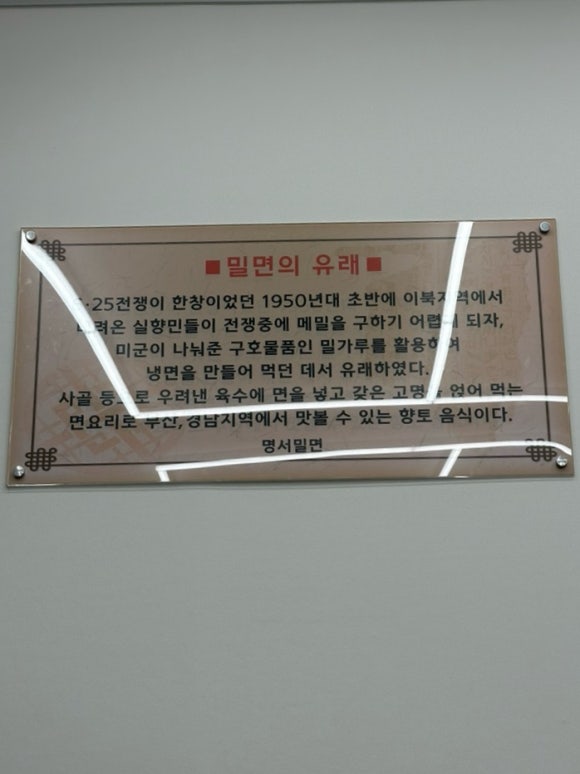 ■밀면의 유래■
6·25전쟁이 한창이었던 1950년대 초반에 이북지역에서
내려온 실향민들이 전쟁중에 메밀을 구하기 어렵게 되자,
미군이 나눠준 구호물품인 밀가루를 활용하여
냉면을 만들어 먹던 데서 유래하였다.
사골 등으로 우려낸 육수에 면을 넣고 갖은 고명을 얹어 먹는
면요리로 부산,경남지역에서 맛볼 수 있는 향토 음식이다.
명서밀면